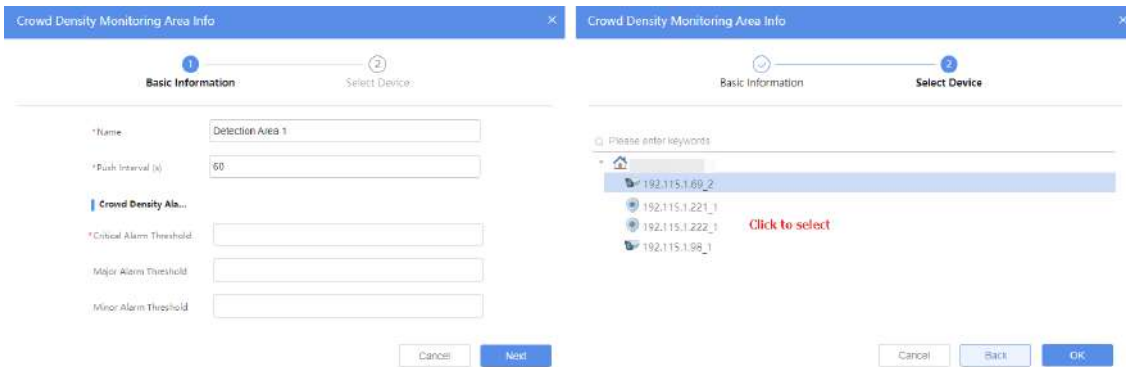 Crowd Density Monitoring Area Info
1
2
Basic Information
Select Device
*Name
Detection Area 1
*Push Interval (s)
60
Crowd Density Ala...
*Critical Alarm Threshold
Major Alarm Threshold
Minor Alarm Threshold
Cancel
Next
Crowd Density Monitoring Area Info
2
Basic Information
Select Device
Please enter keywords
192.115.1.69_2
192.115.1.221_1
192.115.1.222_1
Click to select
192.115.1.98_1
Cancel
Back
OK